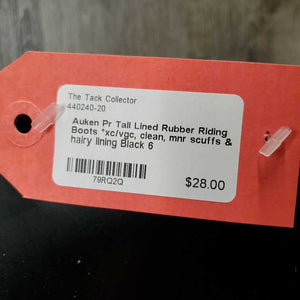 The Tack Collector
440240-20
Auken Pr Tall Lined Rubber Riding
Boots *xc/vgc, clean, mnr scuffs &
hairy lining Black 6
79RQ2Q
$28.00